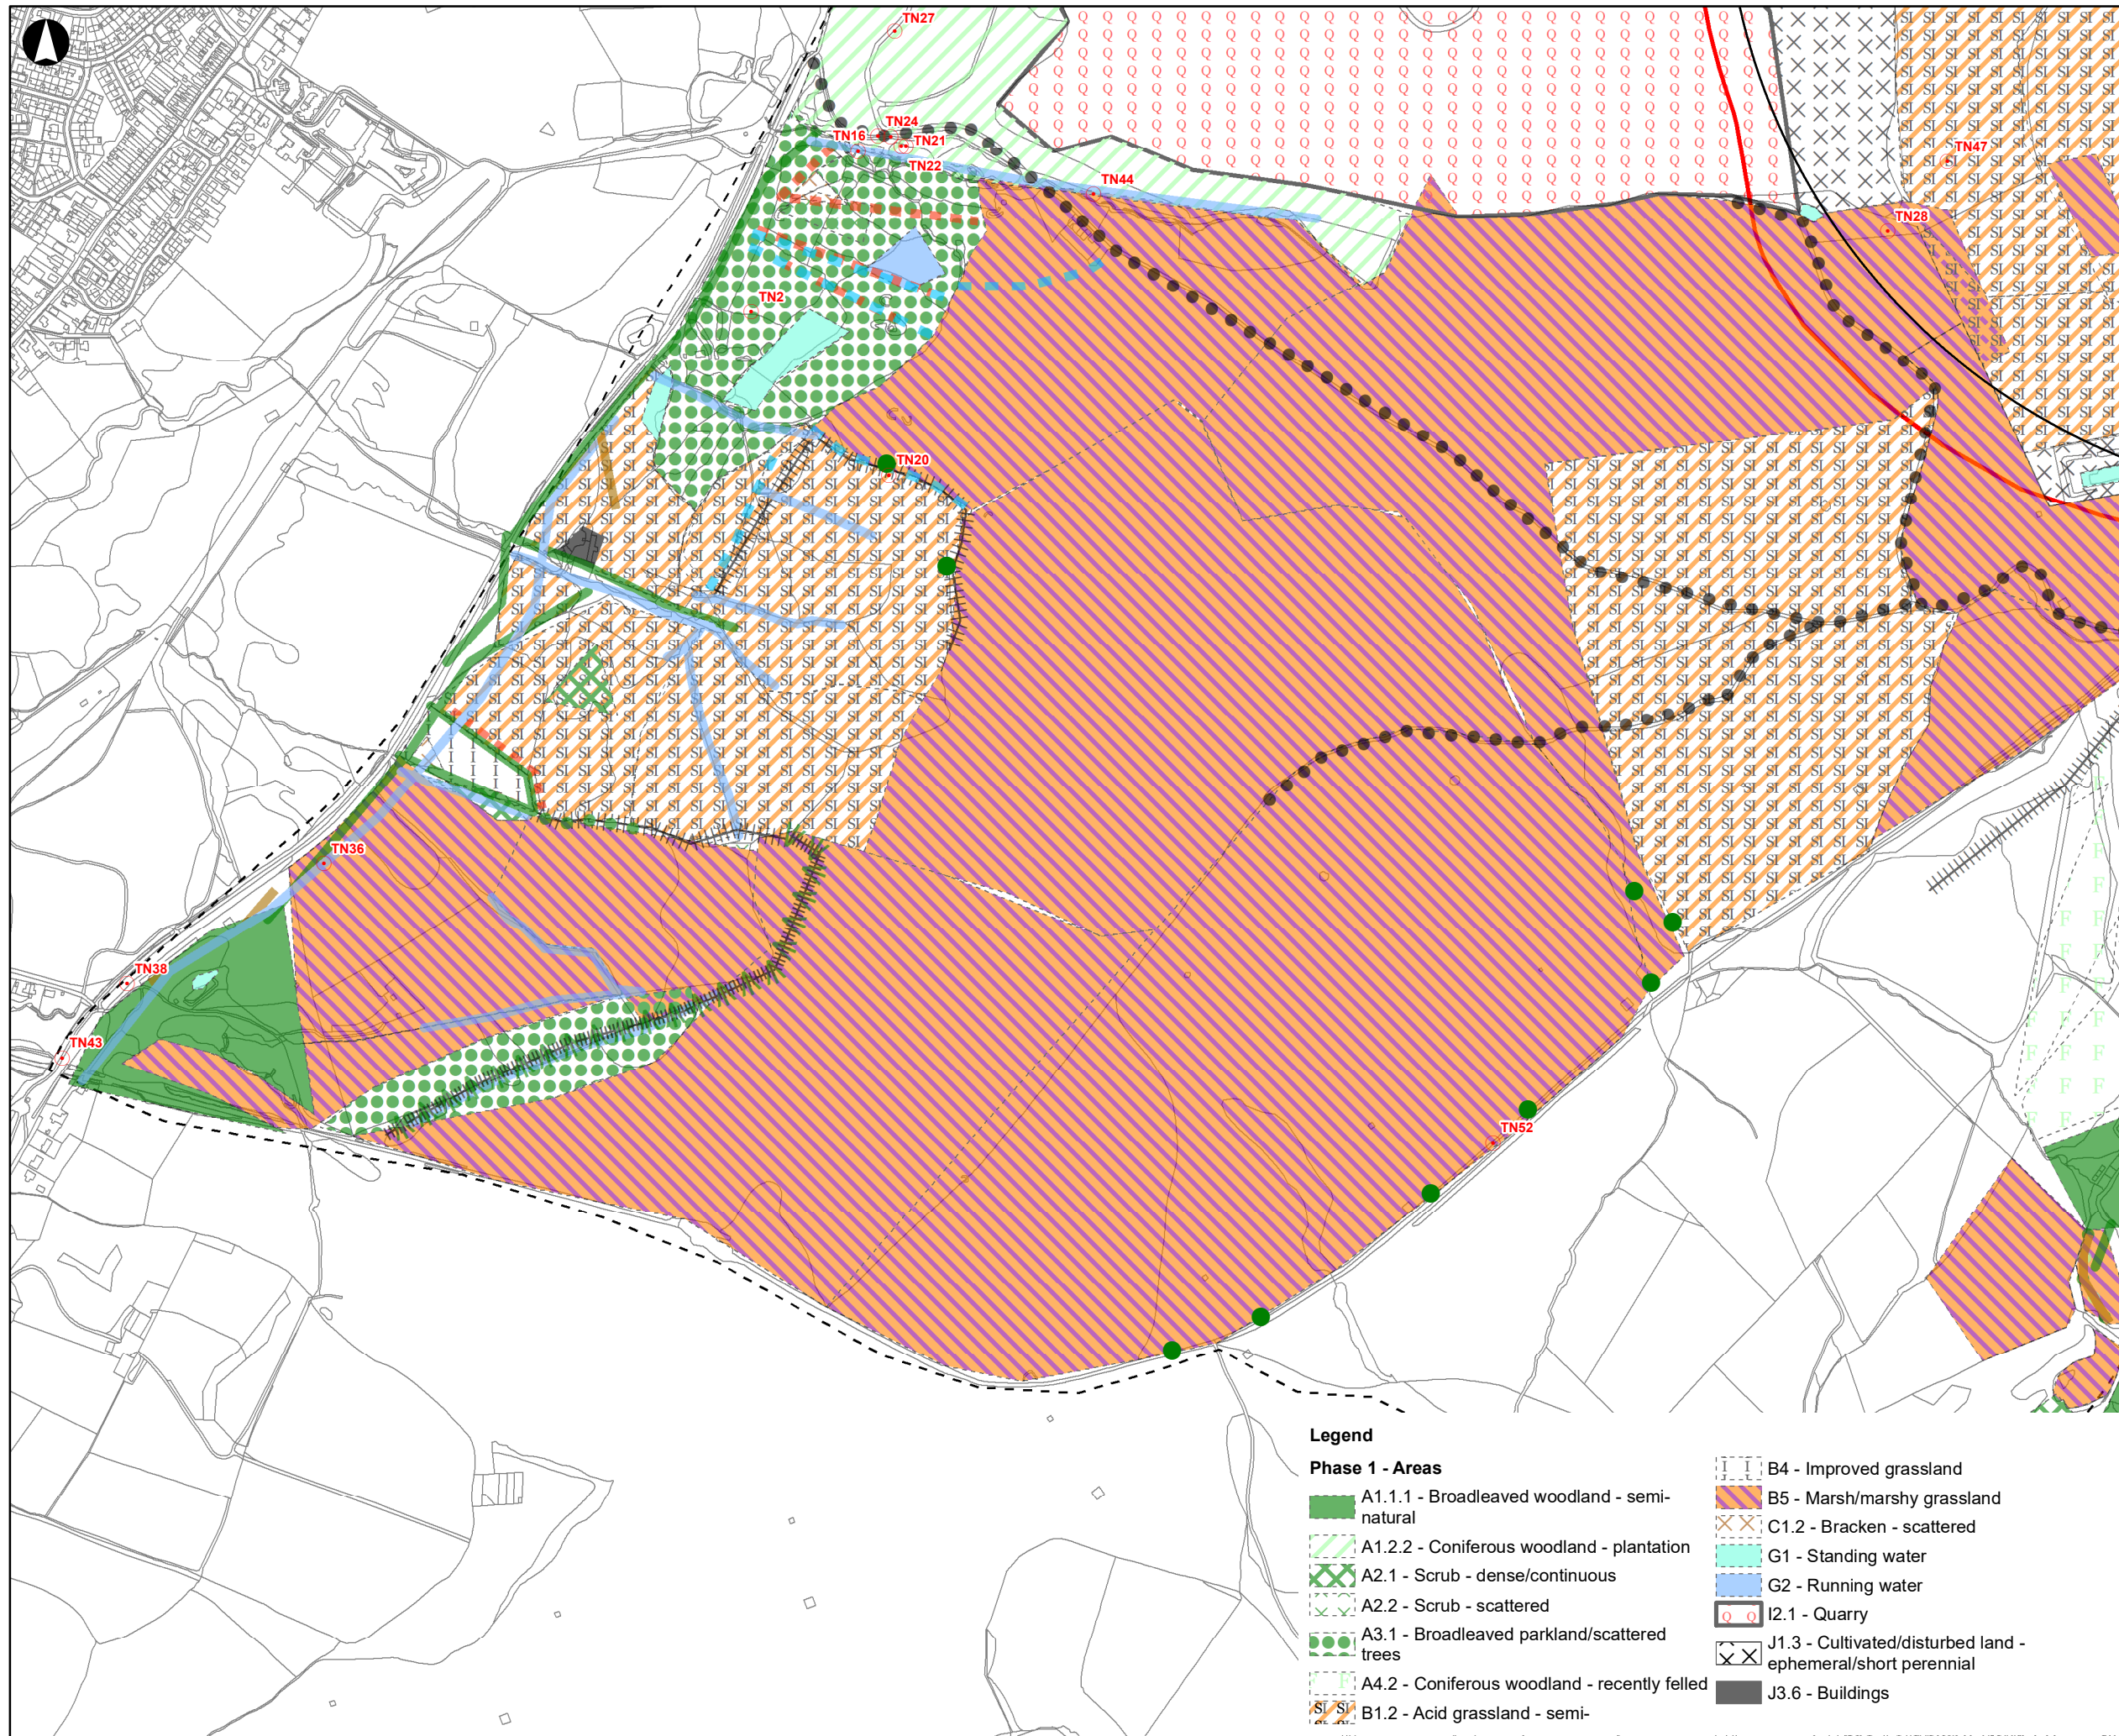 TN27
TN24
TN16
TN21
TN22
TN47
TN44
TN28
TN2
TN20
TN36
TN38
TN43
TN52
Legend
Phase 1 - Areas
A1.1.1 - Broadleaved woodland - semi-
natural
A1.2.2 - Coniferous woodland - plantation
A2.1 - Scrub - dense/continuous
A2.2 - Scrub - scattered
A3.1 - Broadleaved parkland/scattered
trees
F A4.2 - Coniferous woodland - recently felled
SI SI B1.2 - Acid grassland - semi-
I I B4 - Improved grassland
B5 - Marsh/marshy grassland
C1.2 - Bracken - scattered
G1 - Standing water
G2 - Running water
Q Q I2.1 - Quarry
J1.3 - Cultivated/disturbed land -
ephemeral/short perennial
J3.6 - Buildings